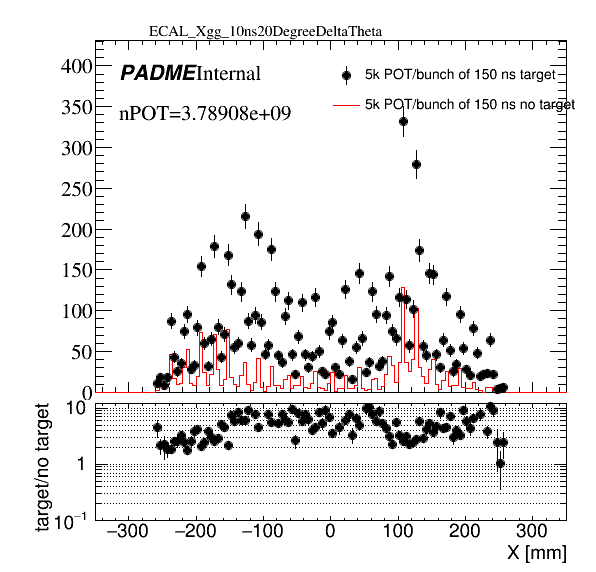 ECAL_Xgg_10ns20DegreeDeltaTheta
PADME Internal
5k POT/bunch of 150 ns target
5k POT/bunch of 150 ns no target
nPOT=3.78908e+09
400
350
300
250
200
150
100
50
0
target/no target
10
1
10⁻¹
−300 −200 −100 0 100 200 300
X [mm]